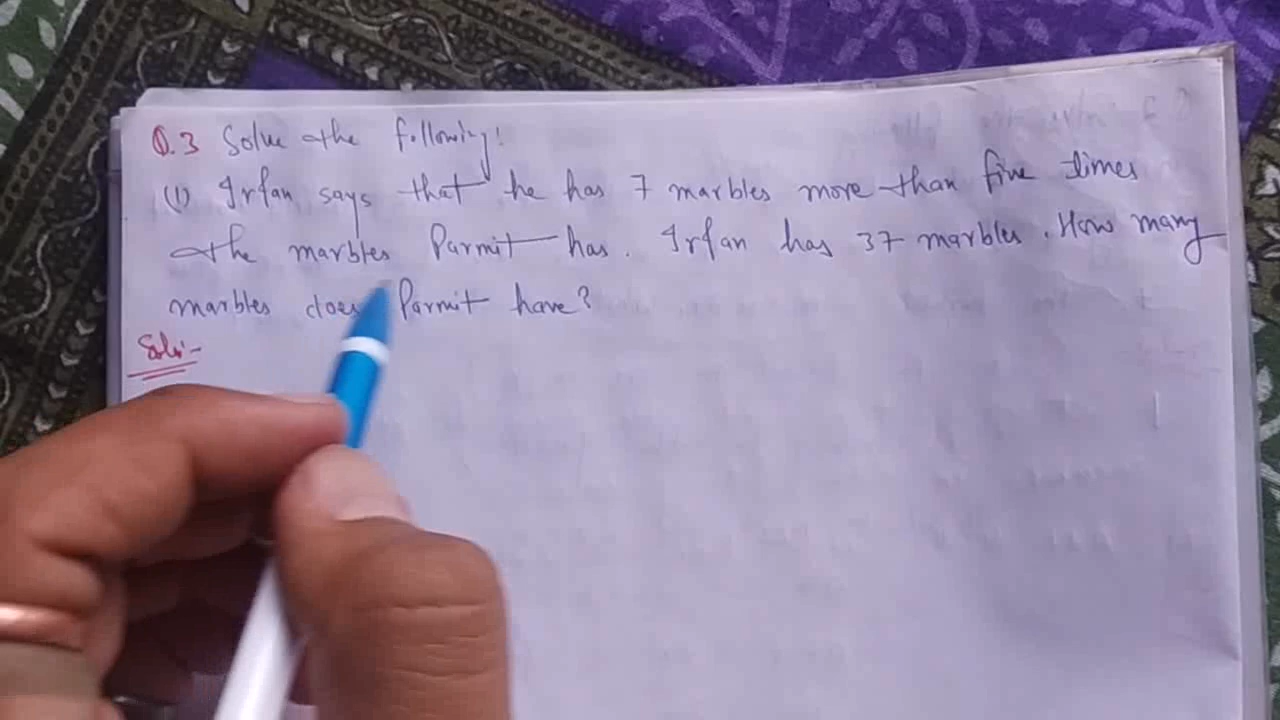 Q.3 Solve the following:
(1) Irfan says that he has 7 marbles more than five times
the marbles Parmit has. Irfan has 37 marbles. How many
marbles does Parmit have?
Soln:-